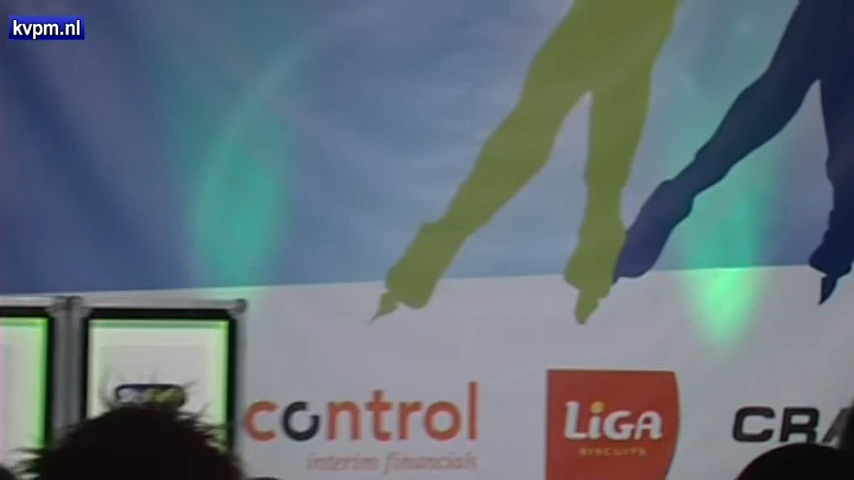 kvpm.nl
control
interim financials
LiGA
BISCUITS
CRA